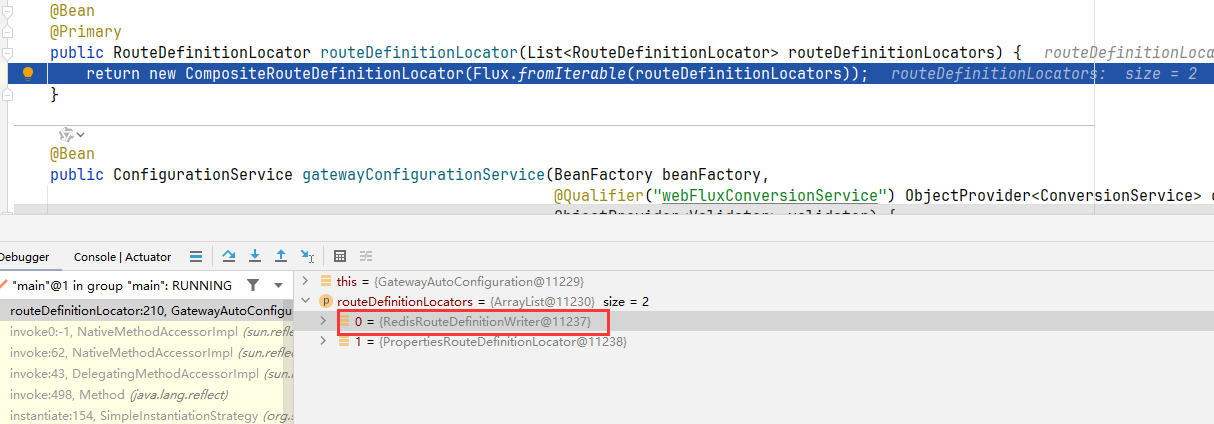 @Bean
@Primary
public RouteDefinitionLocator routeDefinitionLocator(List<RouteDefinitionLocator> routeDefinitionLocators) {   routeDefinitionLoca
return new CompositeRouteDefinitionLocator(Flux.fromIterable(routeDefinitionLocators));   routeDefinitionLocators:  size = 2
}
@Bean
public ConfigurationService gatewayConfigurationService(BeanFactory beanFactory,
@Qualifier("webFluxConversionService") ObjectProvider<ConversionService> c
ObjectProvider<Validator> validator) {
Debugger   Console | Actuator
"main"@1 in group "main": RUNNING
routeDefinitionLocator:210, GatewayAutoConfigu
invoke0:-1, NativeMethodAccessorImpl (sun.refle
invoke:62, NativeMethodAccessorImpl (sun.reflec
invoke:43, DelegatingMethodAccessorImpl (sun.
invoke:498, Method (java.lang.reflect)
instantiate:154, SimpleInstantiationStrategy (org.s
this = {GatewayAutoConfiguration@11229}
p routeDefinitionLocators = {ArrayList@11230}  size = 2
0 = {RedisRouteDefinitionWriter@11237}
1 = {PropertiesRouteDefinitionLocator@11238}